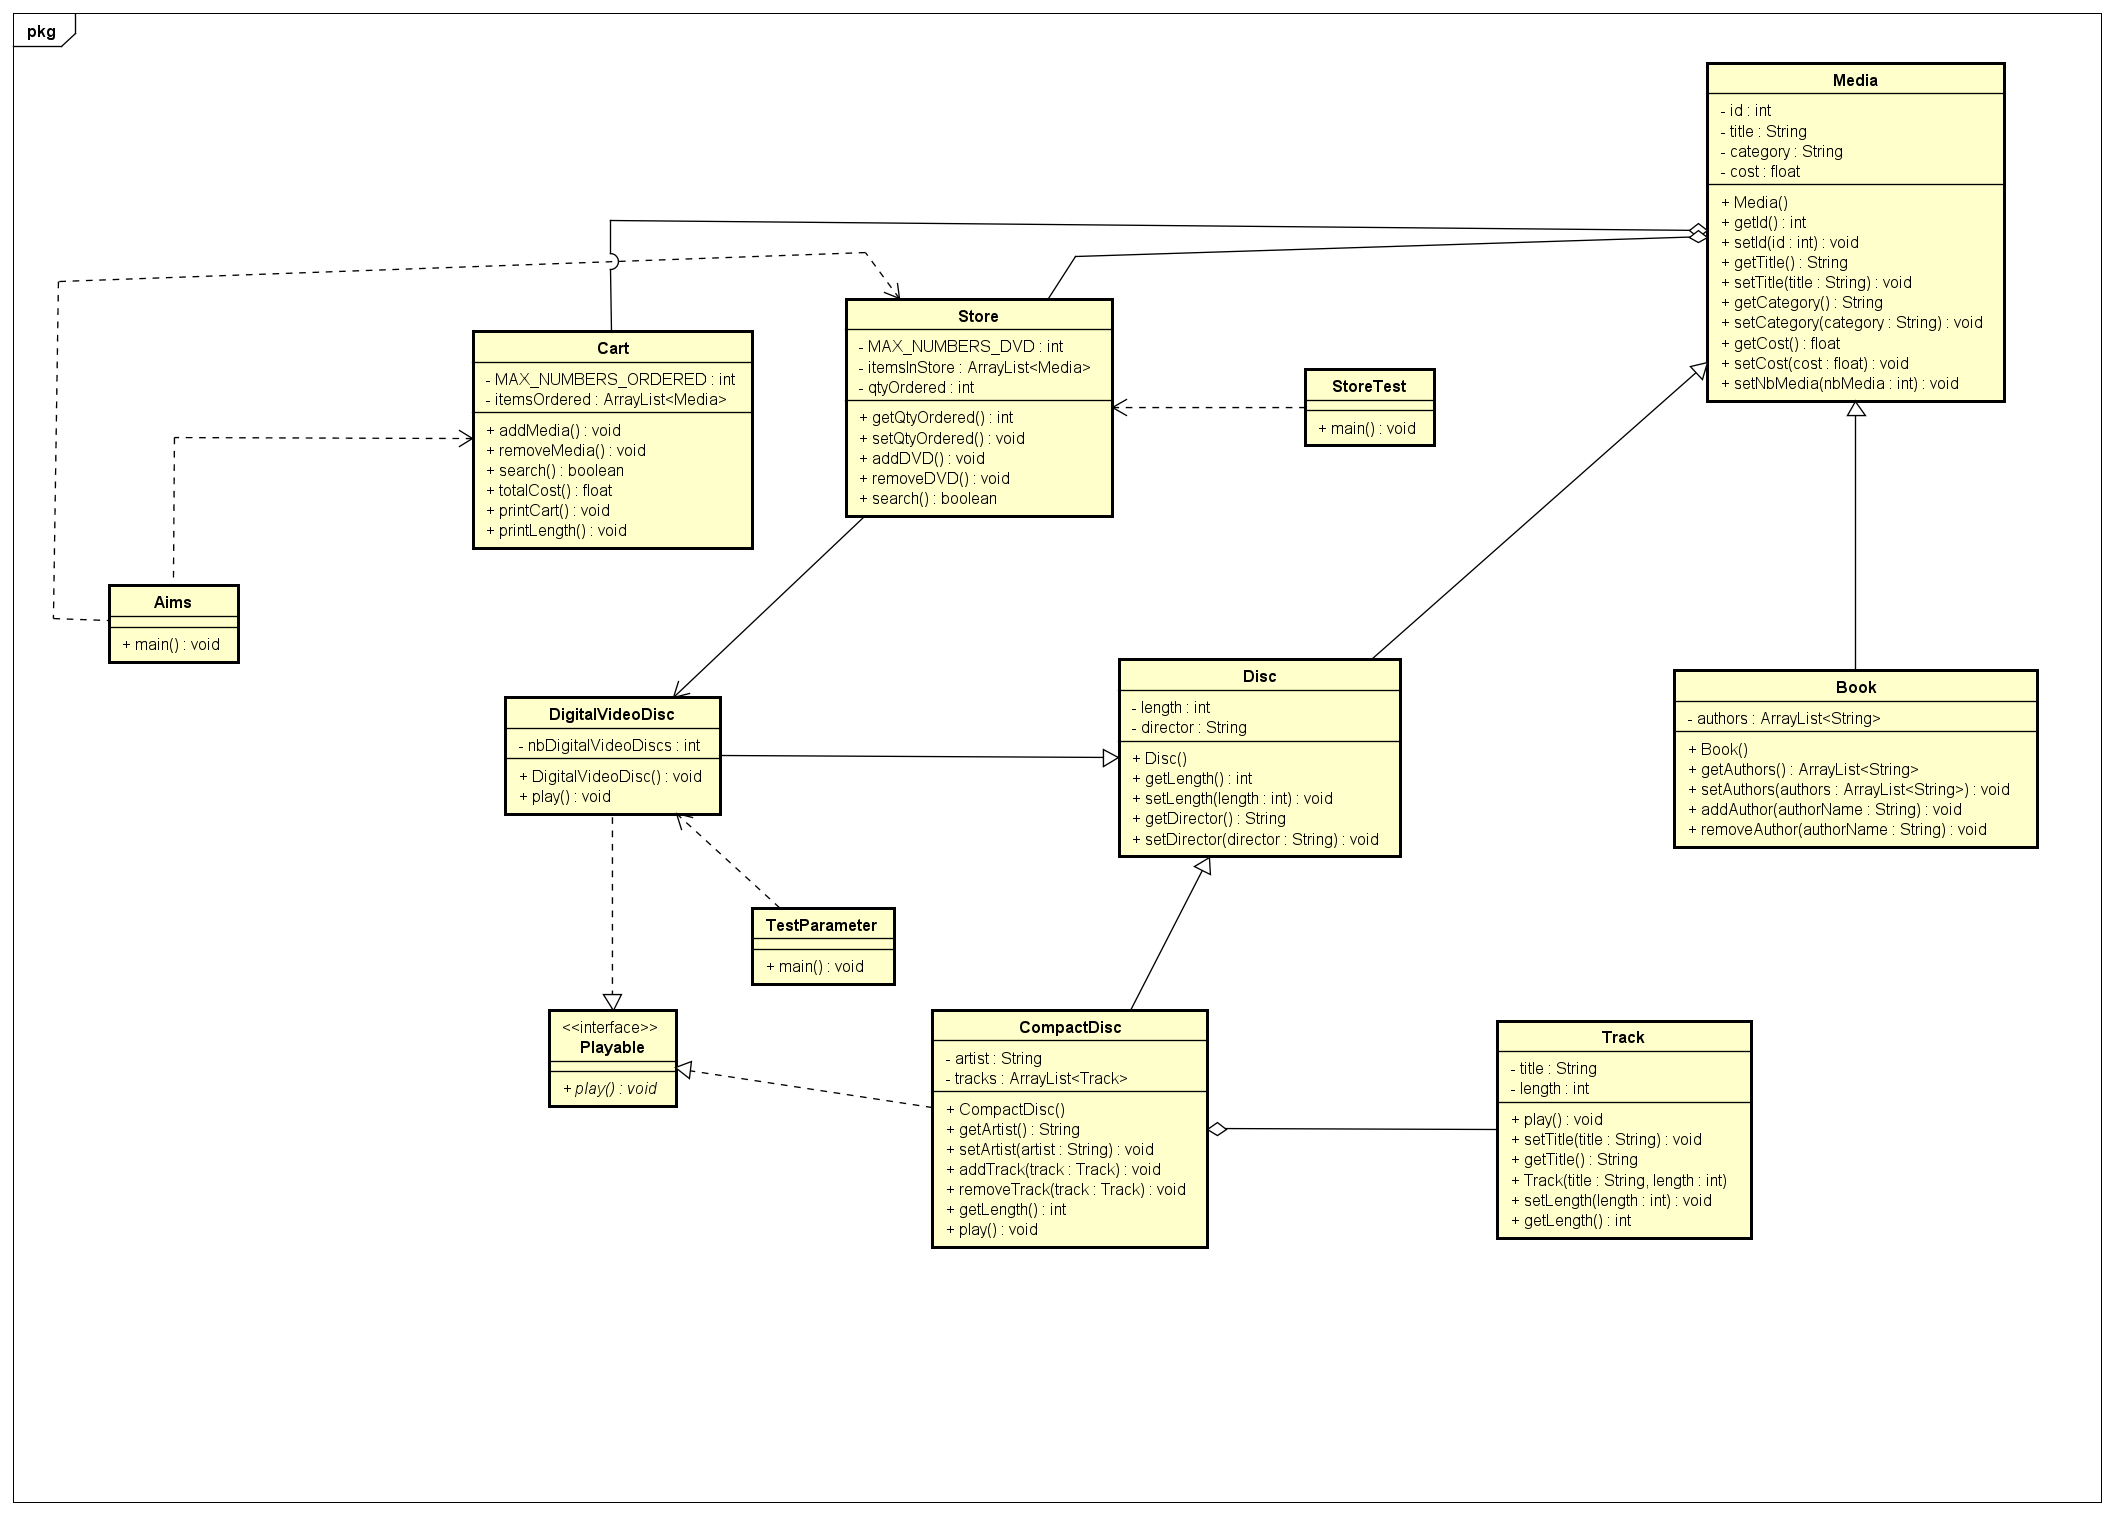 pkg
Media
- id : int
- title : String
- category : String
- cost : float
+ Media()
+ getId() : int
+ setId(id : int) : void
+ getTitle() : String
+ setTitle(title : String) : void
+ getCategory() : String
+ setCategory(category : String) : void
+ getCost() : float
+ setCost(cost : float) : void
+ setNbMedia(nbMedia : int) : void
Store
- MAX_NUMBERS_DVD : int
- itemsInStore : ArrayList<Media>
- qtyOrdered : int
+ getQtyOrdered() : int
+ setQtyOrdered() : void
+ addDVD() : void
+ removeDVD() : void
+ search() : boolean
Cart
- MAX_NUMBERS_ORDERED : int
- itemsOrdered : ArrayList<Media>
+ addMedia() : void
+ removeMedia() : void
+ search() : boolean
+ totalCost() : float
+ printCart() : void
+ printLength() : void
StoreTest
+ main() : void
Aims
+ main() : void
DigitalVideoDisc
- nbDigitalVideoDiscs : int
+ DigitalVideoDisc() : void
+ play() : void
Disc
- length : int
- director : String
+ Disc()
+ getLength() : int
+ setLength(length : int) : void
+ getDirector() : String
+ setDirector(director : String) : void
Book
- authors : ArrayList<String>
+ Book()
+ getAuthors() : ArrayList<String>
+ setAuthors(authors : ArrayList<String>) : void
+ addAuthor(authorName : String) : void
+ removeAuthor(authorName : String) : void
TestParameter
+ main() : void
<<interface>>
Playable
+ play() : void
CompactDisc
- artist : String
- tracks : ArrayList<Track>
+ CompactDisc()
+ getArtist() : String
+ setArtist(artist : String) : void
+ addTrack(track : Track) : void
+ removeTrack(track : Track) : void
+ getLength() : int
+ play() : void
Track
- title : String
- length : int
+ play() : void
+ setTitle(title : String) : void
+ getTitle() : String
+ Track(title : String, length : int)
+ setLength(length : int) : void
+ getLength() : int